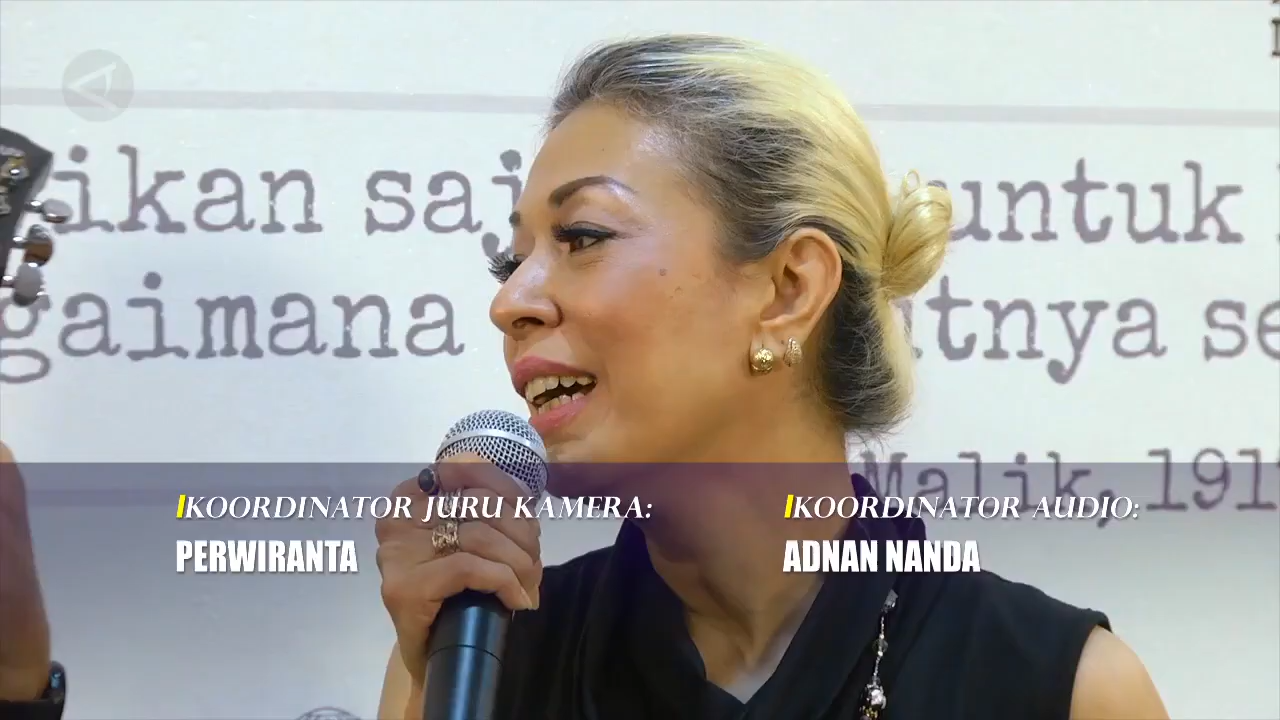 ikan saj untuk
gaimana tnya se
Malik, 191
KOORDINATOR JURU KAMERA:
PERWIRANTA
KOORDINATOR AUDIO:
ADNAN NANDA